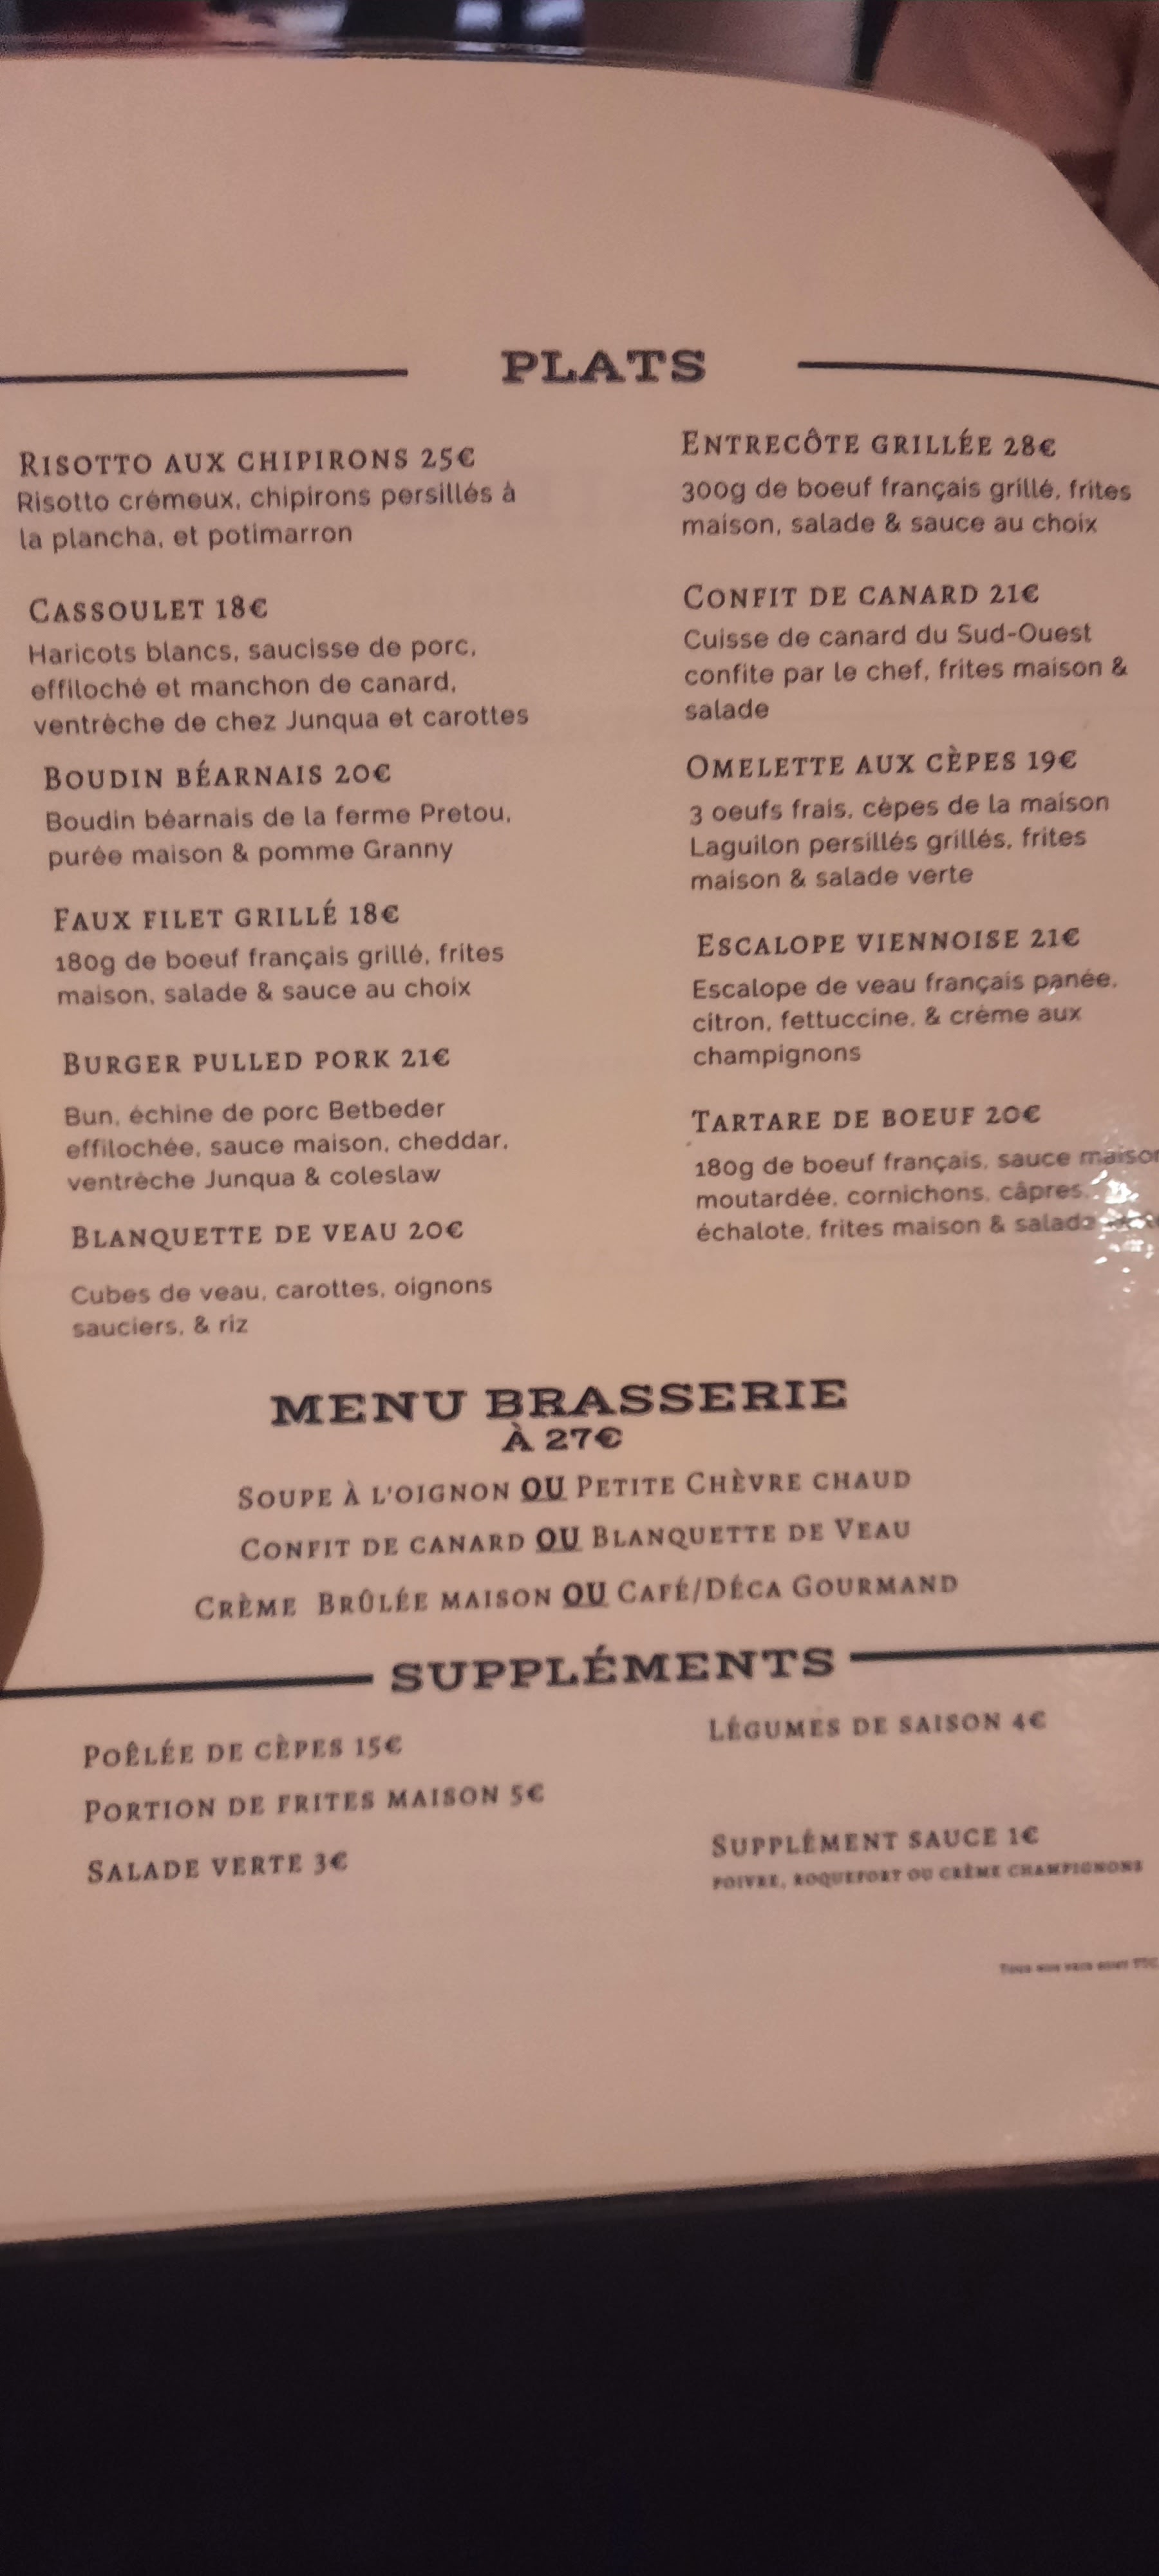 PLATS
RISOTTO AUX CHIPIRONS 25€
Risotto crémeux, chipirons persillés à
la plancha, et potimarron
CASSOULET 18€
Haricots blancs, saucisse de porc,
effiloché et manchon de canard,
ventrèche de chez Junqua et carottes
BOUDIN BÉARNAIS 20€
Boudin béarnais de la ferme Pretou,
purée maison & pomme Granny
FAUX FILET GRILLÉ 18€
180g de boeuf français grillé, frites
maison, salade & sauce au choix
BURGER PULLED PORK 21€
Bun, échine de porc Betbeder
effilochée, sauce maison, cheddar,
ventrèche Junqua & coleslaw
BLANQUETTE DE VEAU 20€
Cubes de veau, carottes, oignons
sauciers, & riz
ENTRECÔTE GRILLÉE 28€
300g de boeuf français grillé, frites
maison, salade & sauce au choix
CONFIT DE CANARD 21€
Cuisse de canard du Sud-Ouest
confite par le chef, frites maison &
salade
OMELETTE AUX CÈPES 19€
3 oeufs frais, cèpes de la maison
Laguilon persillés grillés, frites
maison & salade verte
ESCALOPE VIENNOISE 21€
Escalope de veau français panée,
citron, fettuccine, & crème aux
champignons
TARTARE DE BOEUF 20€
180g de boeuf français, sauce maison
moutardée, cornichons, câpres,
échalote, frites maison & salade
MENU BRASSERIE
À 27€
SOUPE À L'OIGNON OU PETITE CHÈVRE CHAUD
CONFIT DE CANARD OU BLANQUETTE DE VEAU
CRÈME BRÛLÉE MAISON OU CAFÉ/DÉCA GOURMAND
SUPPLÉMENTS
POÊLÉE DE CÈPES 15€
PORTION DE FRITES MAISON 5€
SALADE VERTE 3€
LÉGUMES DE SAISON 4€
SUPPLÉMENT SAUCE 1€
POIVRE, ROQUEFORT OU CRÈME CHAMPIGNONS